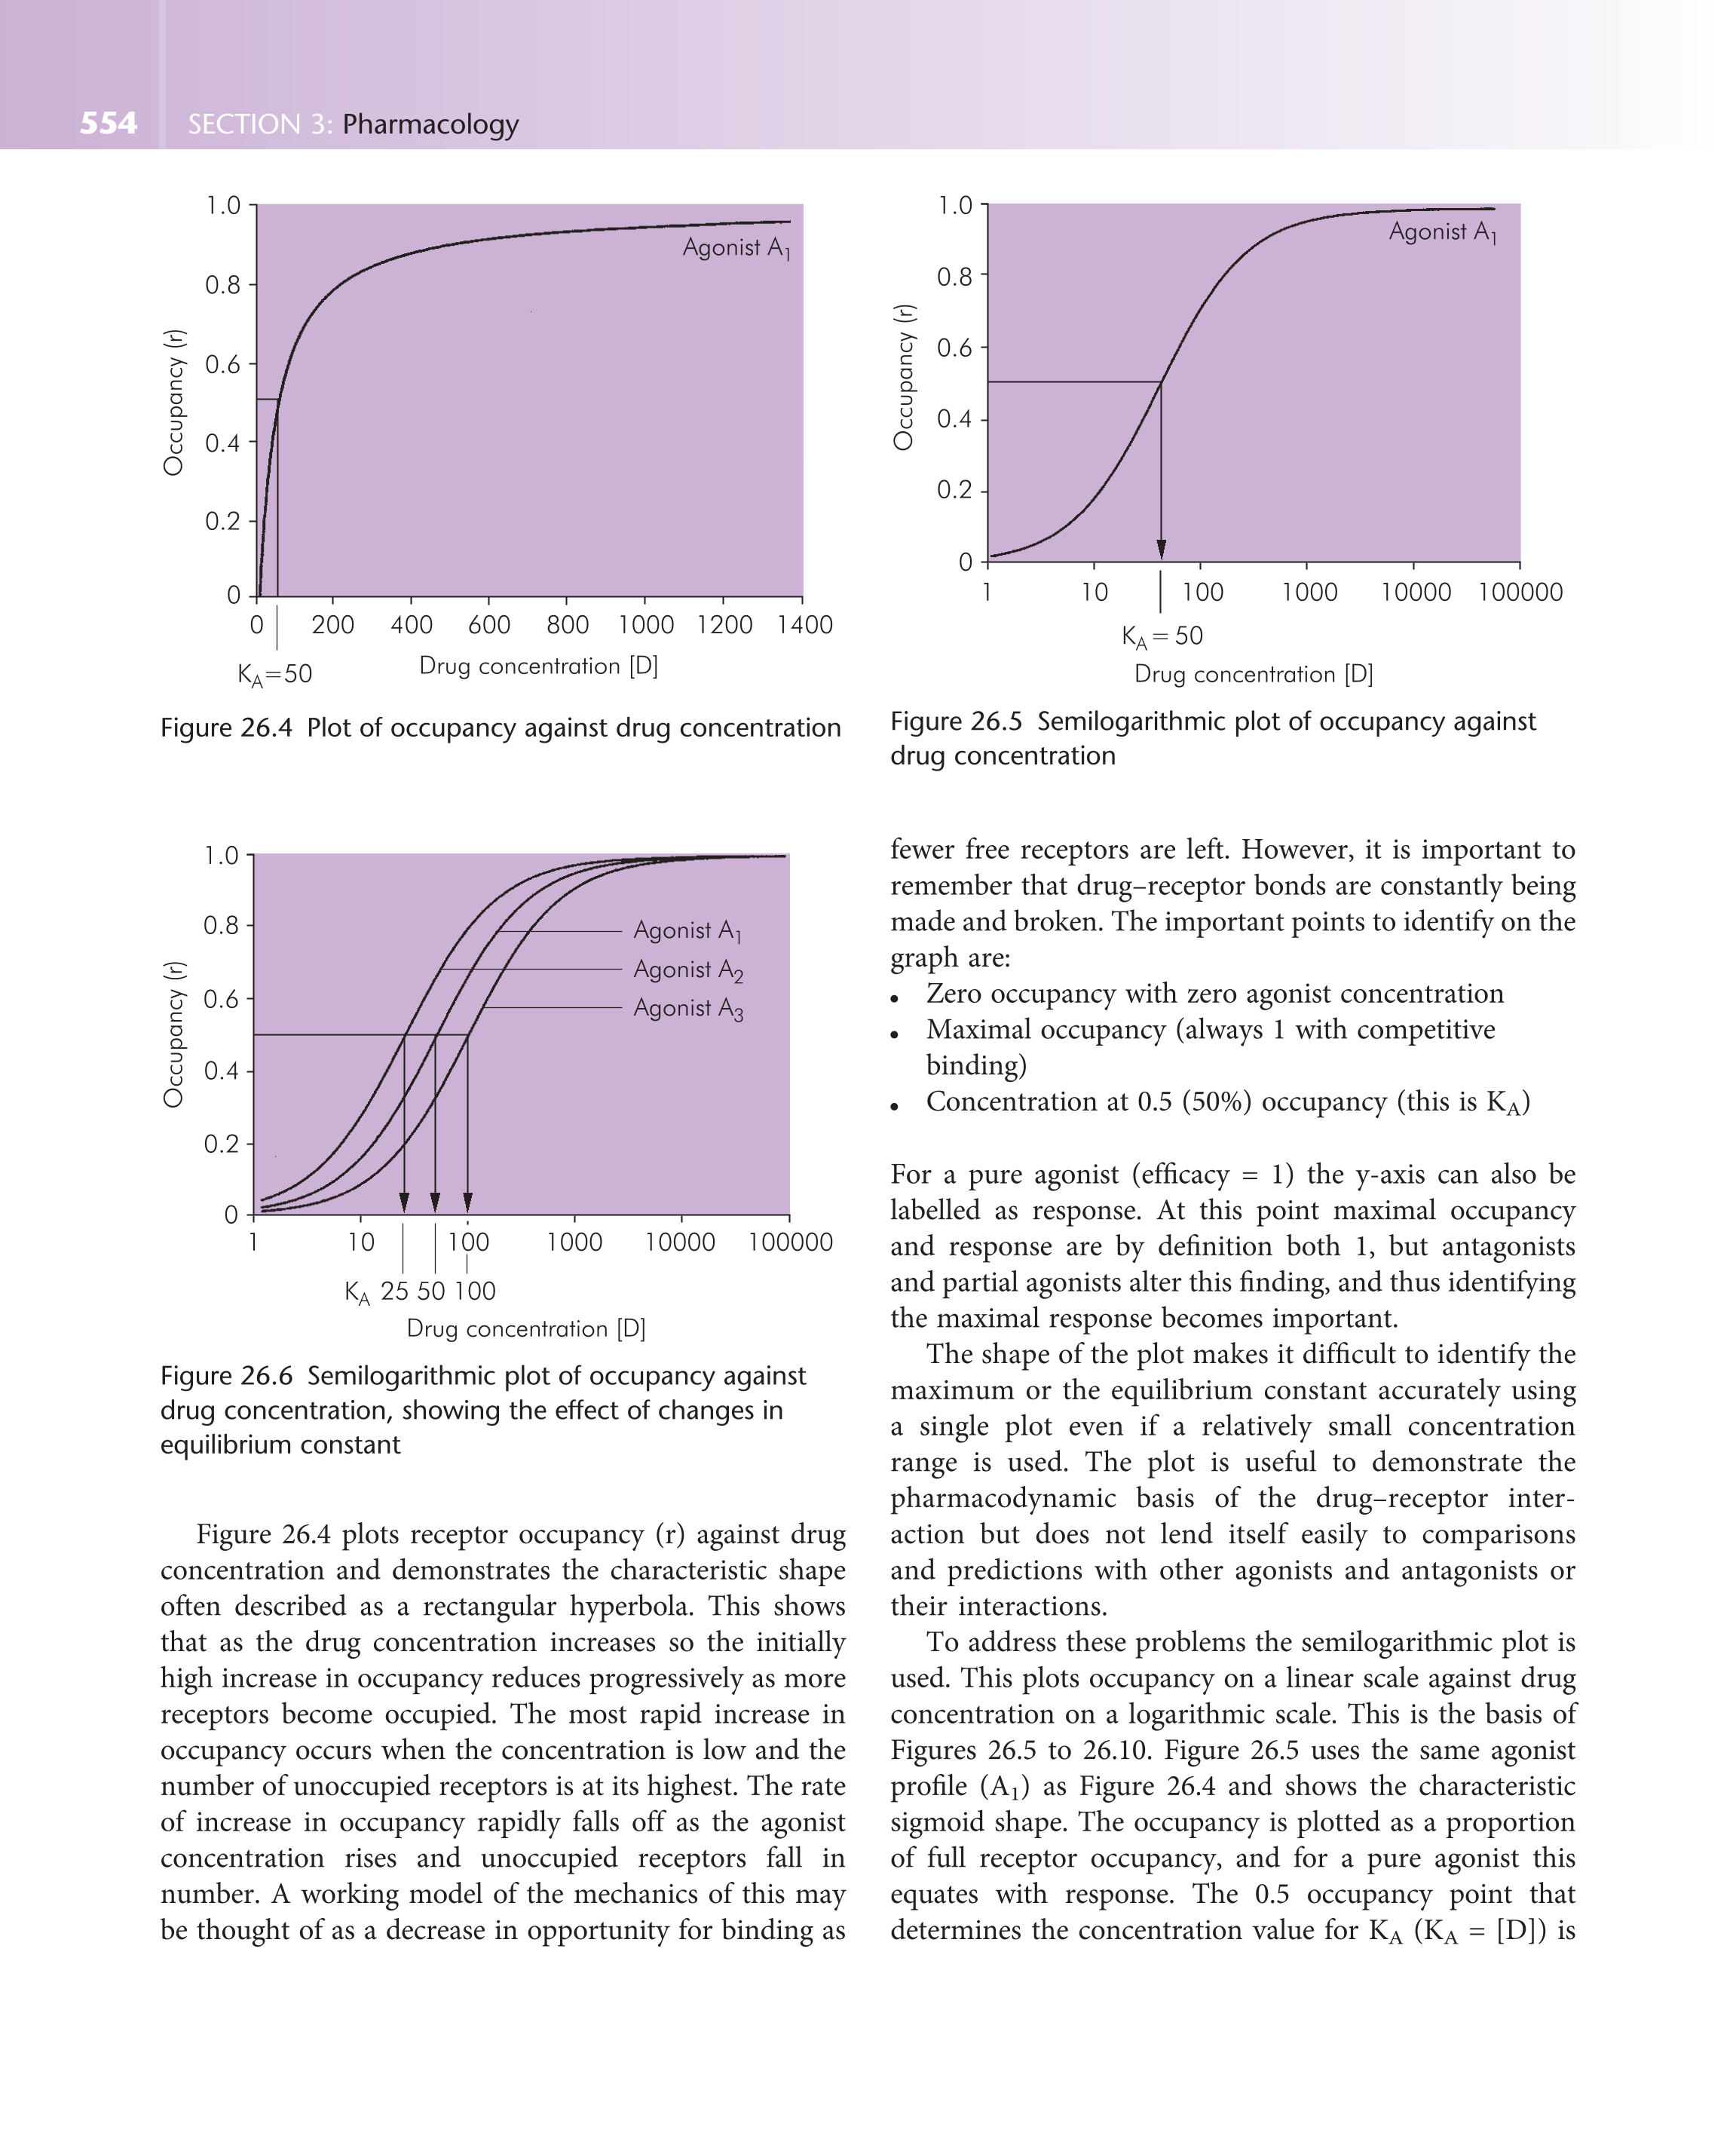 554 SECTION 3: Pharmacology
1.0
0.8
0.6
0.4
0.2
0
Occupancy (r)
Agonist A1
0 200 400 600 800 1000 1200 1400
KA=50
Drug concentration [D]
Figure 26.4 Plot of occupancy against drug concentration
1.0
0.8
0.6
0.4
0.2
0
Occupancy (r)
Agonist A1
1 10 100 1000 10000 100000
KA = 50
Drug concentration [D]
Figure 26.5 Semilogarithmic plot of occupancy against
drug concentration
1.0
0.8
0.6
0.4
0.2
0
Occupancy (r)
Agonist A1
Agonist A2
Agonist A3
1 10 100 1000 10000 100000
KA 25 50 100
Drug concentration [D]
Figure 26.6 Semilogarithmic plot of occupancy against
drug concentration, showing the effect of changes in
equilibrium constant
Figure 26.4 plots receptor occupancy (r) against drug
concentration and demonstrates the characteristic shape
often described as a rectangular hyperbola. This shows
that as the drug concentration increases so the initially
high increase in occupancy reduces progressively as more
receptors become occupied. The most rapid increase in
occupancy occurs when the concentration is low and the
number of unoccupied receptors is at its highest. The rate
of increase in occupancy rapidly falls off as the agonist
concentration rises and unoccupied receptors fall in
number. A working model of the mechanics of this may
be thought of as a decrease in opportunity for binding as
fewer free receptors are left. However, it is important to
remember that drug–receptor bonds are constantly being
made and broken. The important points to identify on the
graph are:
• Zero occupancy with zero agonist concentration
• Maximal occupancy (always 1 with competitive
binding)
• Concentration at 0.5 (50%) occupancy (this is KA)
For a pure agonist (efficacy = 1) the y-axis can also be
labelled as response. At this point maximal occupancy
and response are by definition both 1, but antagonists
and partial agonists alter this finding, and thus identifying
the maximal response becomes important.
The shape of the plot makes it difficult to identify the
maximum or the equilibrium constant accurately using
a single plot even if a relatively small concentration
range is used. The plot is useful to demonstrate the
pharmacodynamic basis of the drug–receptor inter-
action but does not lend itself easily to comparisons
and predictions with other agonists and antagonists or
their interactions.
To address these problems the semilogarithmic plot is
used. This plots occupancy on a linear scale against drug
concentration on a logarithmic scale. This is the basis of
Figures 26.5 to 26.10. Figure 26.5 uses the same agonist
profile (A1) as Figure 26.4 and shows the characteristic
sigmoid shape. The occupancy is plotted as a proportion
of full receptor occupancy, and for a pure agonist this
equates with response. The 0.5 occupancy point that
determines the concentration value for KA (KA = [D]) is